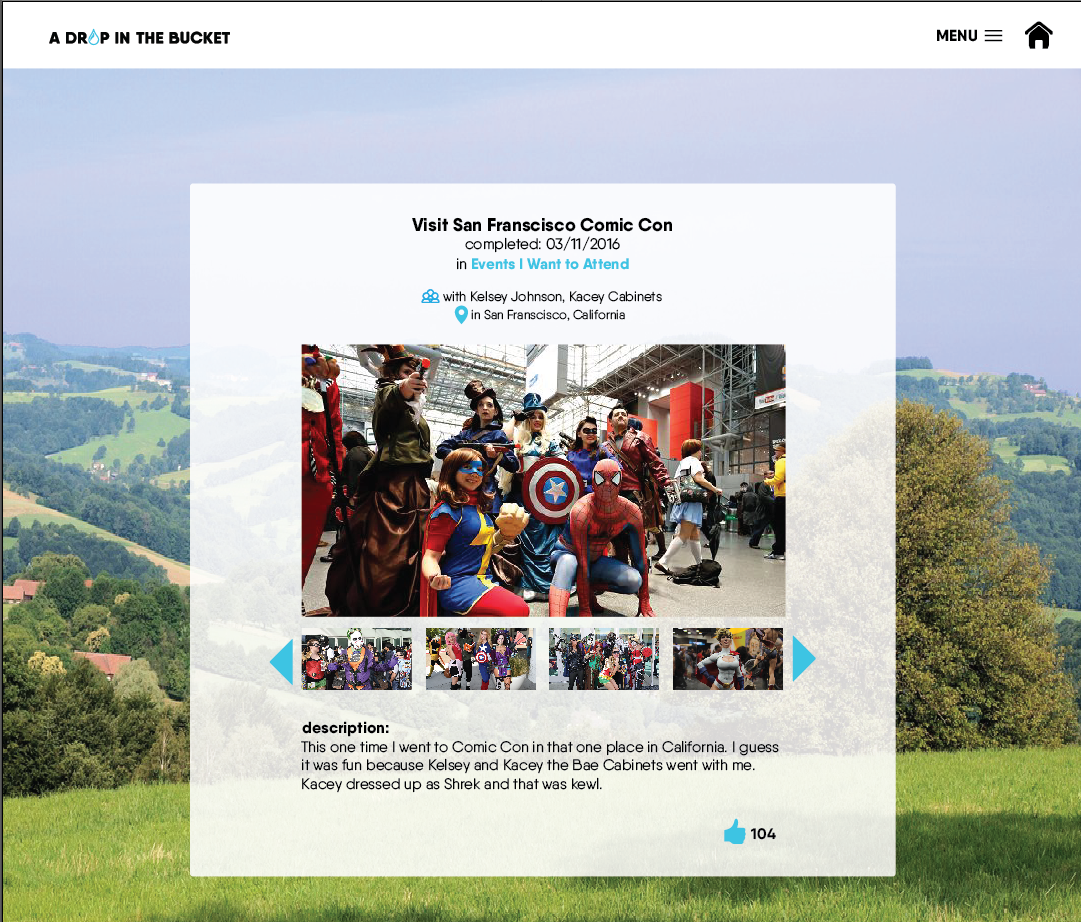 A DROP IN THE BUCKET
MENU
Visit San Franscisco Comic Con
completed: 03/11/2016
in Events I Want to Attend
with Kelsey Johnson, Kacey Cabinets
in San Franscisco, California
description:
This one time I went to Comic Con in that one place in California. I guess
it was fun because Kelsey and Kacey the Bae Cabinets went with me.
Kacey dressed up as Shrek and that was kewl.
104